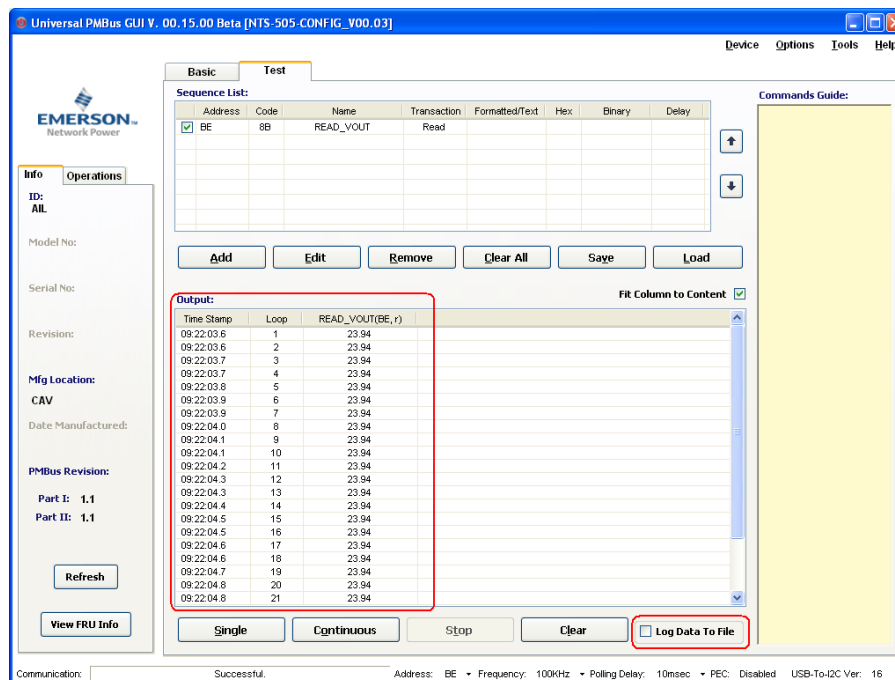 Universal PMBus GUI V. 00.15.00 Beta [NTS-505-CONFIG_V00.03]
Device Options Tools Help
EMERSON™
Network Power
Info Operations
ID:
AIL
Model No:
Serial No:
Revision:
Mfg Location:
CAV
Date Manufactured:
PMBus Revision:
Part I: 1.1
Part II: 1.1
Refresh
View FRU Info
Basic Test
Sequence List:
Address Code Name Transaction Formatted/Text Hex Binary Delay
BE 8B READ_VOUT Read
Add Edit Remove Clear All Save Load
Fit Column to Content
Output:
Time Stamp Loop READ_VOUT(BE, r)
09:22:03.6 1 23.94
09:22:03.6 2 23.94
09:22:03.7 3 23.94
09:22:03.7 4 23.94
09:22:03.8 5 23.94
09:22:03.9 6 23.94
09:22:03.9 7 23.94
09:22:04.0 8 23.94
09:22:04.1 9 23.94
09:22:04.1 10 23.94
09:22:04.2 11 23.94
09:22:04.3 12 23.94
09:22:04.3 13 23.94
09:22:04.4 14 23.94
09:22:04.5 15 23.94
09:22:04.5 16 23.94
09:22:04.6 17 23.94
09:22:04.6 18 23.94
09:22:04.7 19 23.94
09:22:04.8 20 23.94
09:22:04.8 21 23.94
Single Continuous Stop Clear Log Data To File
Commands Guide:
Communication: Successful. Address: BE Frequency: 100KHz Polling Delay: 10msec PEC: Disabled USB-To-I2C Ver: 16